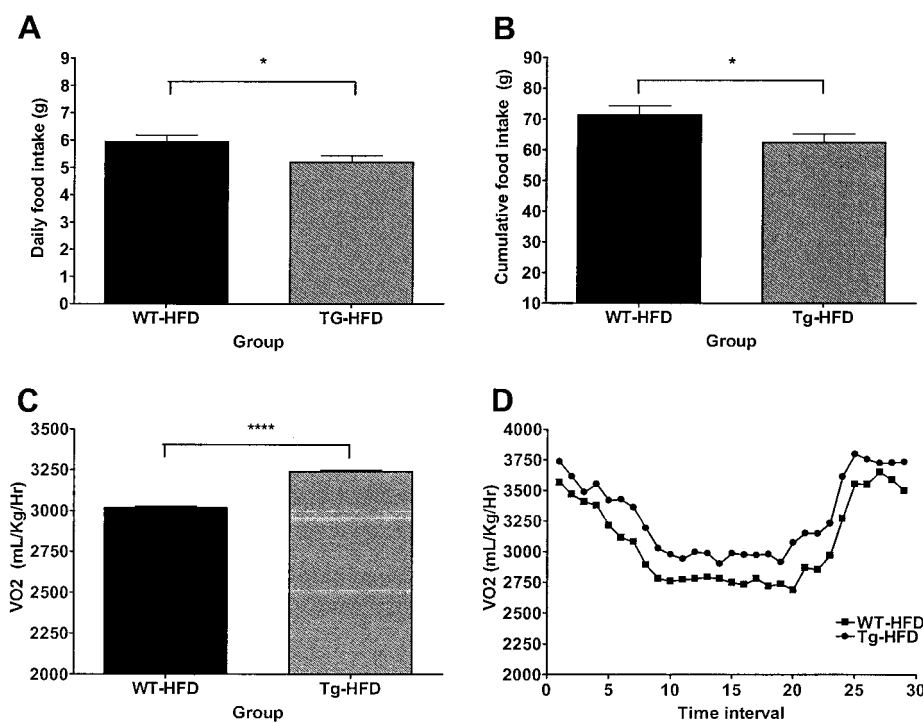 A
Daily food intake (g)
9
8
7
6
5
4
3
2
1
0
*
WT-HFD
TG-HFD
Group
B
Cumulative food intake (g)
90
80
70
60
50
40
30
20
10
*
WT-HFD
Tg-HFD
Group
C
VO2 (mL/Kg/Hr)
3500
3250
3000
2750
2500
2250
2000
****
WT-HFD
Tg-HFD
Group
D
VO2 (mL/Kg/Hr)
4000
3750
3500
3250
3000
2750
2500
2250
2000
WT-HFD
Tg-HFD
0
5
10
15
20
25
30
Time interval